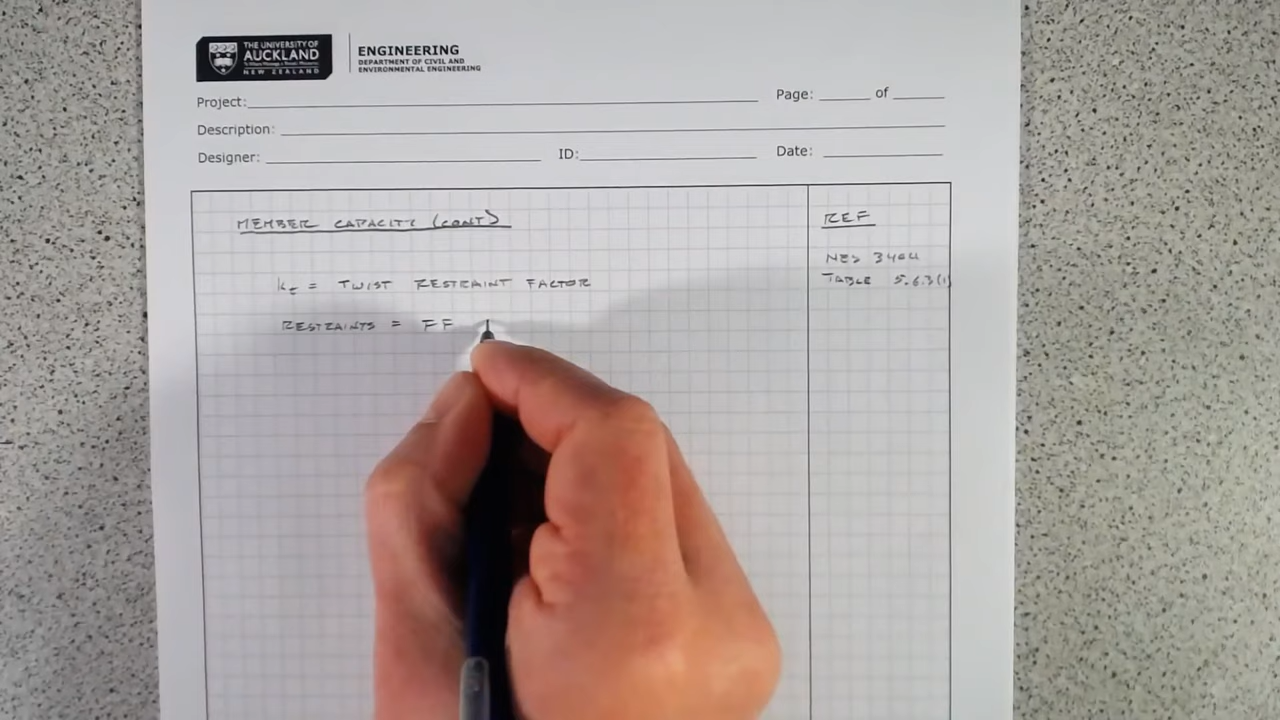 THE UNIVERSITY OF
AUCKLAND
NEW ZEALAND
ENGINEERING
DEPARTMENT OF CIVIL AND
ENVIRONMENTAL ENGINEERING
Project:
Page: of
Description:
Designer: ID: Date:
MEMBER CAPACITY (CONT)
REF
NZS 3404
TABLE 5.6.3(1)
kt = TWIST RESTRAINT FACTOR
RESTRAINTS = FF